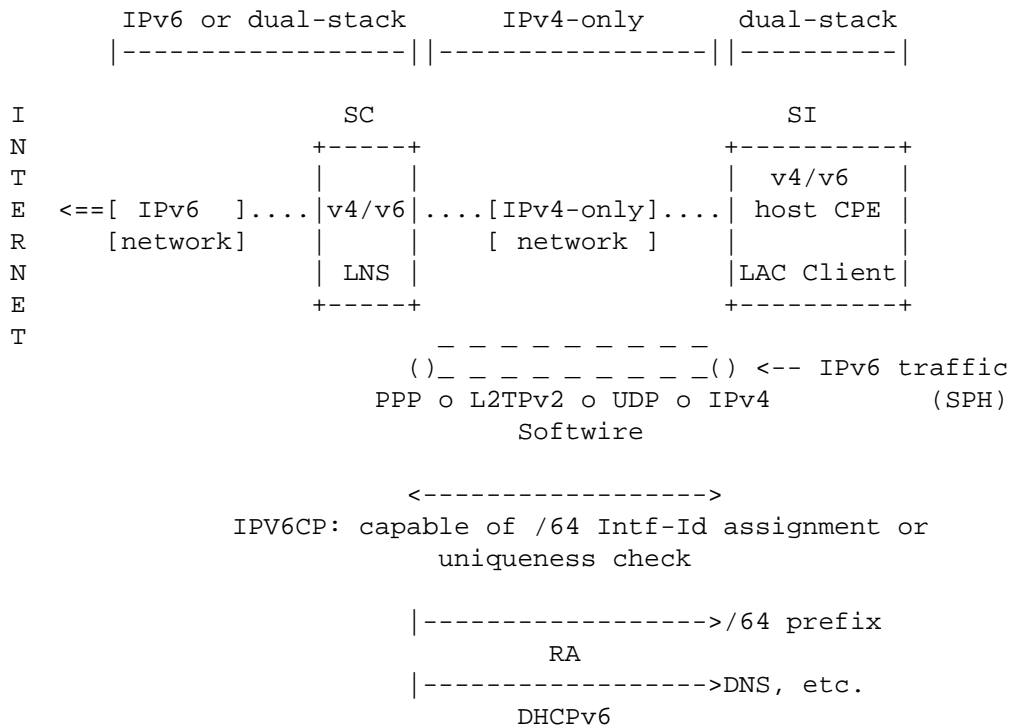 IPv6 or dual-stack      IPv4-only     dual-stack
     |------------------||-----------------||----------|

I                    SC                          SI
N                  +-----+                   +----------+
T                  |     |                   |  v4/v6   |
E  <==[ IPv6  ]....|v4/v6|....[IPv4-only]....| host CPE |
R     [network]    |     |    [ network ]    |          |
N                  | LNS |                   |LAC Client|
E                  +-----+                   +----------+
T                          _ _ _ _ _ _ _ _ _
                         ()_ _ _ _ _ _ _ _ _() <-- IPv6 traffic
                       PPP o L2TPv2 o UDP o IPv4          (SPH)
                                Softwire

                         <------------------>
              IPV6CP: capable of /64 Intf-Id assignment or
                           uniqueness check

                         |------------------>/64 prefix
                                  RA
                         |------------------>DNS, etc.
                                DHCPv6